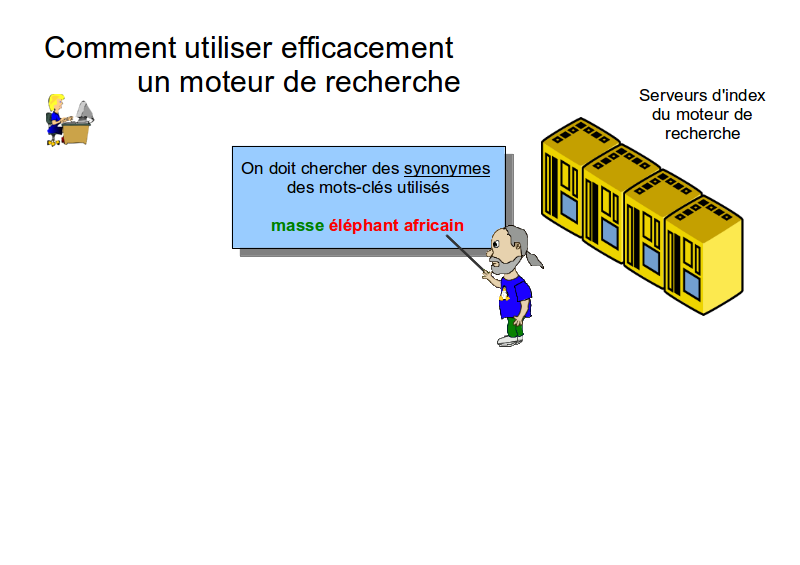 Comment utiliser efficacement
un moteur de recherche
Serveurs d'index
du moteur de
recherche
On doit chercher des synonymes
des mots-clés utilisés
masse éléphant africain